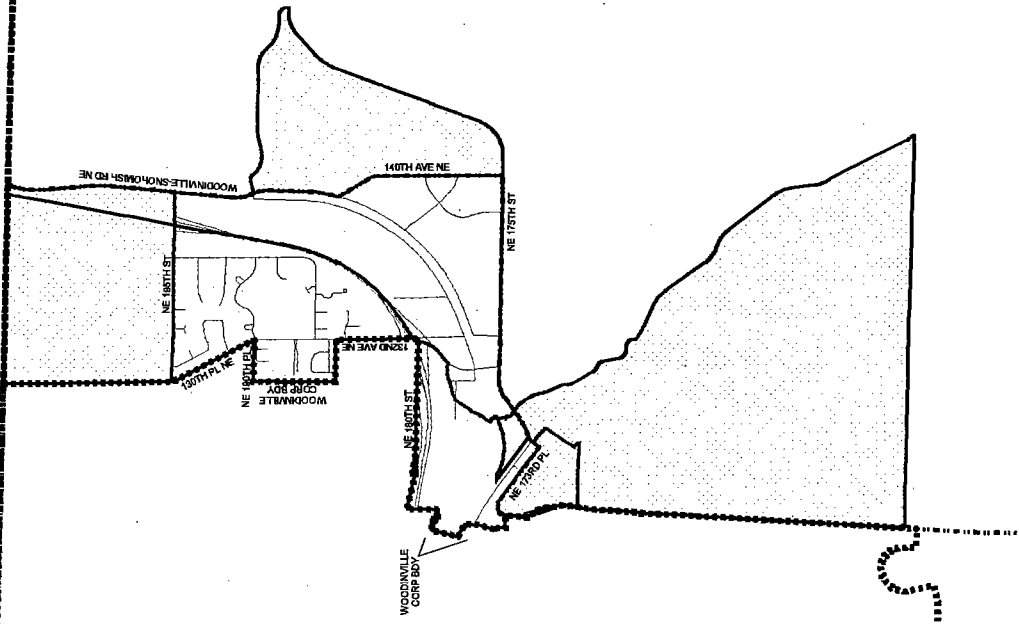 WOODINVILLE-SNOHOMISH RD NE
140TH AVE NE
NE 175TH ST
NE 195TH ST
130TH PL NE
NE 190TH PL
WOODINVILLE
CORP BDY
132ND AVE NE
NE 180TH ST
NE 173RD PL
WOODINVILLE
CORP BDY